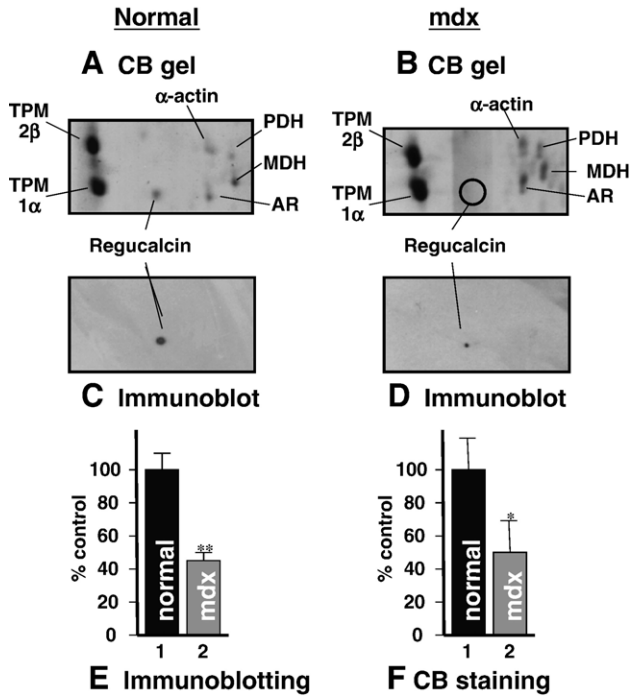 Normal
mdx
A CB gel
B CB gel
α-actin
α-actin
TPM
2β
PDH
MDH
TPM
1α
AR
TPM
2β
PDH
MDH
TPM
1α
AR
Regucalcin
Regucalcin
C Immunoblot
D Immunoblot
% control
100
80
60
40
20
0
normal
**
mdx
1 2
E Immunoblotting
% control
100
80
60
40
20
0
normal
*
mdx
1 2
F CB staining